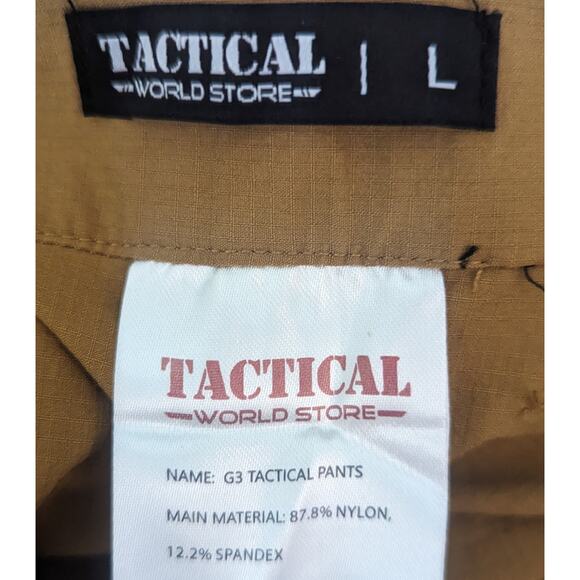 TACTICAL | L
WORLD STORE
TACTICAL
WORLD STORE
NAME: G3 TACTICAL PANTS
MAIN MATERIAL: 87.8% NYLON,
12.2% SPANDEX